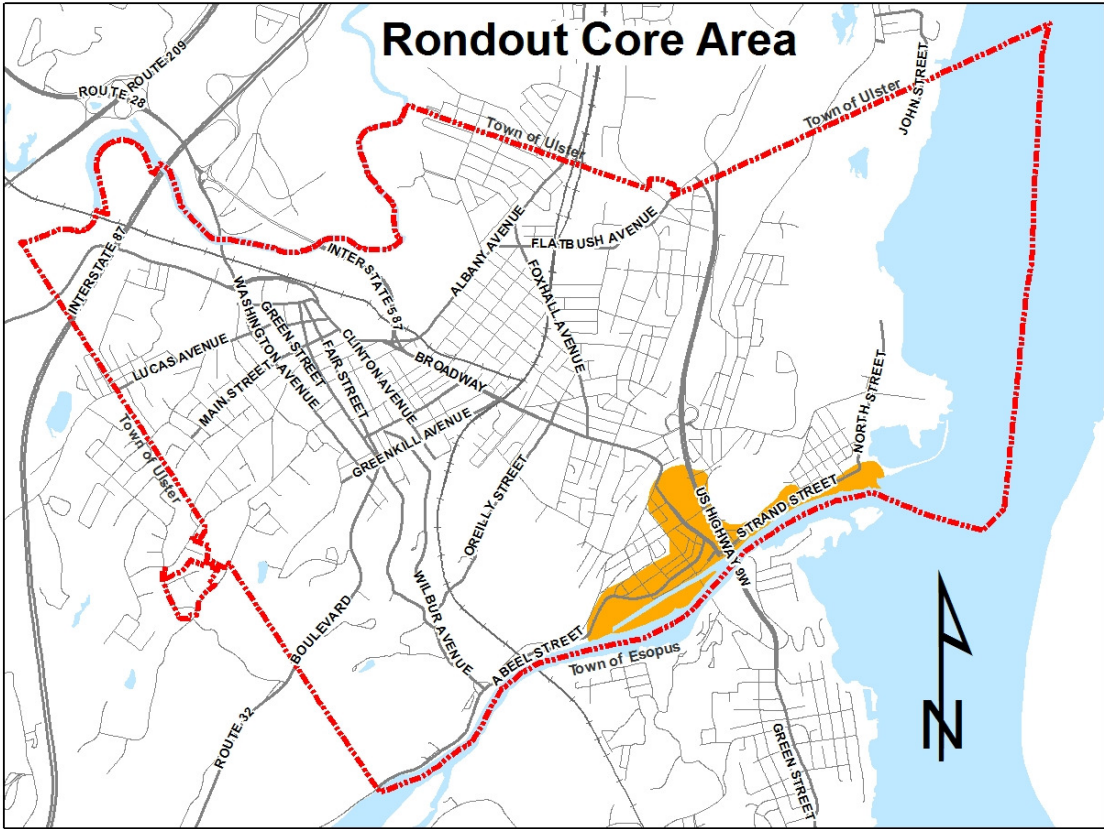 Rondout Core Area
ROUTE 209
ROUTE 28
JOHN STREET
Town of Ulster
Town of Ulster
INTERSTATE 87
FLATBUSH AVENUE
ALBANY AVENUE
INTERSTATE 587
FOXHALL AVENUE
WASHINGTON AVENUE
GREEN STREET
FAIR STREET
CLINTON AVENUE
LUCAS AVENUE
MAIN STREET
BROADWAY
GREENKILL AVENUE
NORTH STREET
Town of Ulster
OREILLY STREET
US HIGHWAY 9W
STRAND STREET
WILBUR AVENUE
BOULEVARD
ABEEL STREET
Town of Esopus
ROUTE 32
GREEN STREET
N